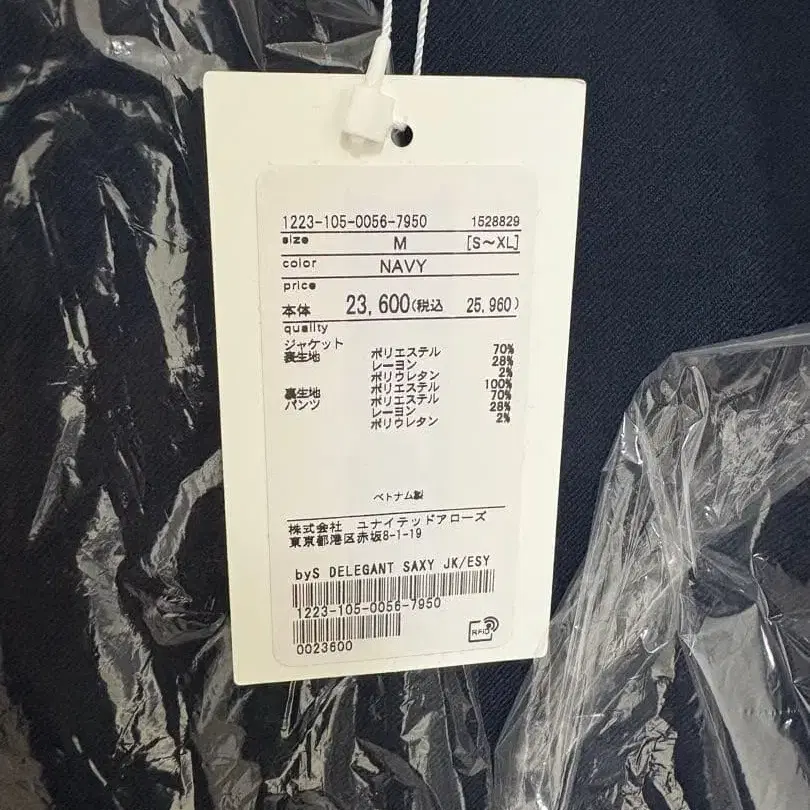 1223-105-0056-7950 1528829
size M [S～XL]
color NAVY
price
本体 23,600(税込 25,960)
quality
ジャケット
表生地 ポリエステル 70%
レーヨン 28%
ポリウレタン 2%
裏生地 ポリエステル 100%
パンツ ポリエステル 70%
レーヨン 28%
ポリウレタン 2%
ベトナム製
株式会社 ユナイテッドアローズ
東京都港区赤坂8-1-19
byS DELEGANT SAXY JK/ESY
1223-105-0056-7950
0023600
RFID